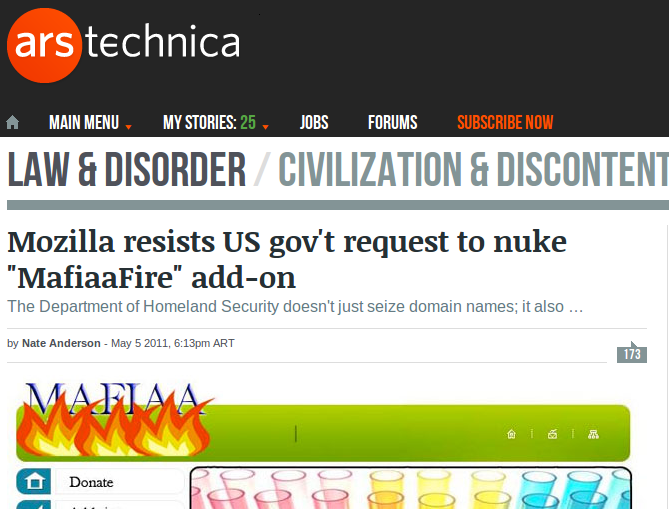 ars technica
MAIN MENU MY STORIES: 25 JOBS FORUMS SUBSCRIBE NOW
LAW & DISORDER / CIVILIZATION & DISCONTENT
Mozilla resists US gov't request to nuke
"MafiaaFire" add-on
The Department of Homeland Security doesn't just seize domain names; it also …
by Nate Anderson - May 5 2011, 6:13pm ART
173
MAFIAA
Donate